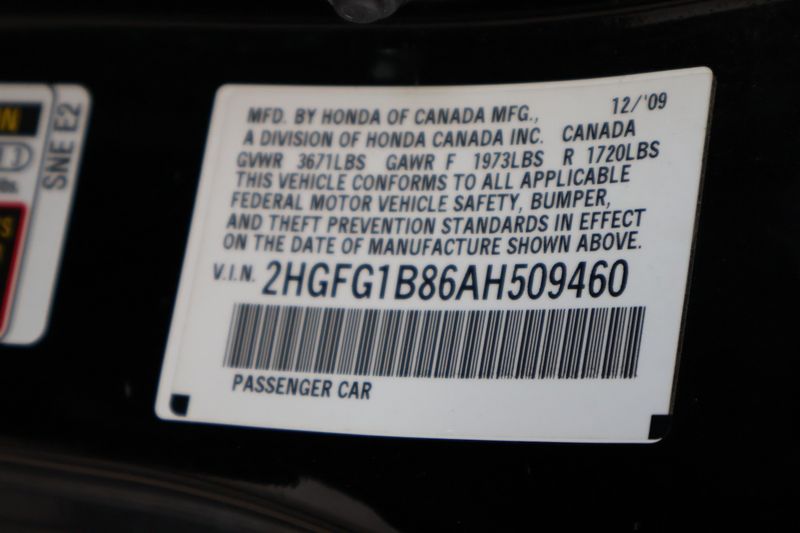 MFD. BY HONDA OF CANADA MFG., 12/'09
A DIVISION OF HONDA CANADA INC. CANADA
GVWR 3671LBS GAWR F 1973LBS R 1720LBS
THIS VEHICLE CONFORMS TO ALL APPLICABLE
FEDERAL MOTOR VEHICLE SAFETY, BUMPER,
AND THEFT PREVENTION STANDARDS IN EFFECT
ON THE DATE OF MANUFACTURE SHOWN ABOVE.
V.I.N. 2HGFG1B86AH509460
PASSENGER CAR
SNE E2